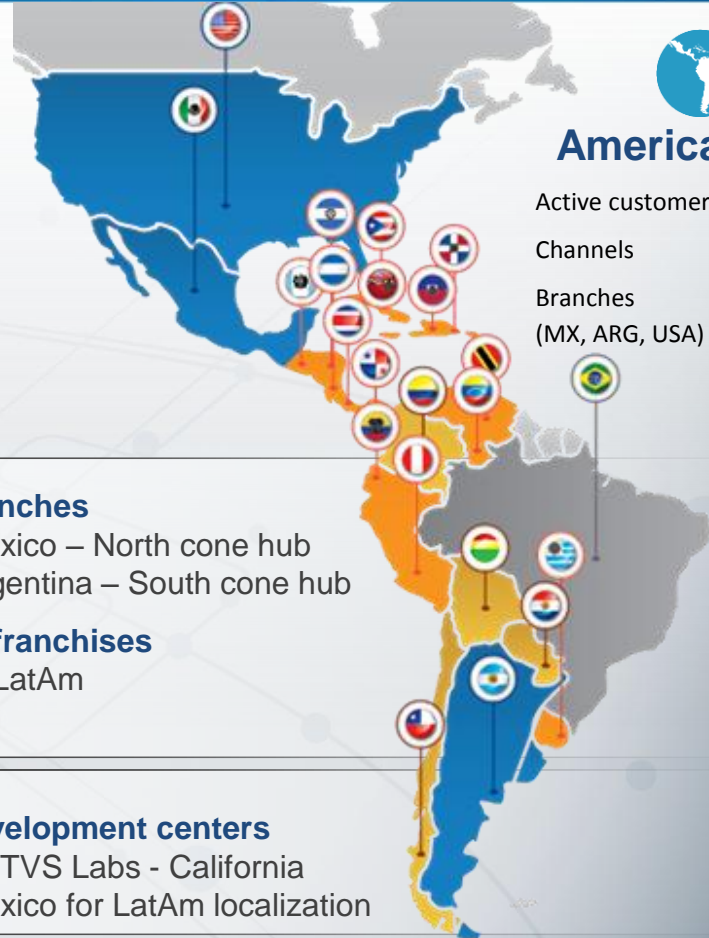 America
Active customer
Channels
Branches
(MX, ARG, USA)
nches
xico – North cone hub
gentina – South cone hub
franchises
LatAm
velopment centers
TVS Labs - California
xico for LatAm localization